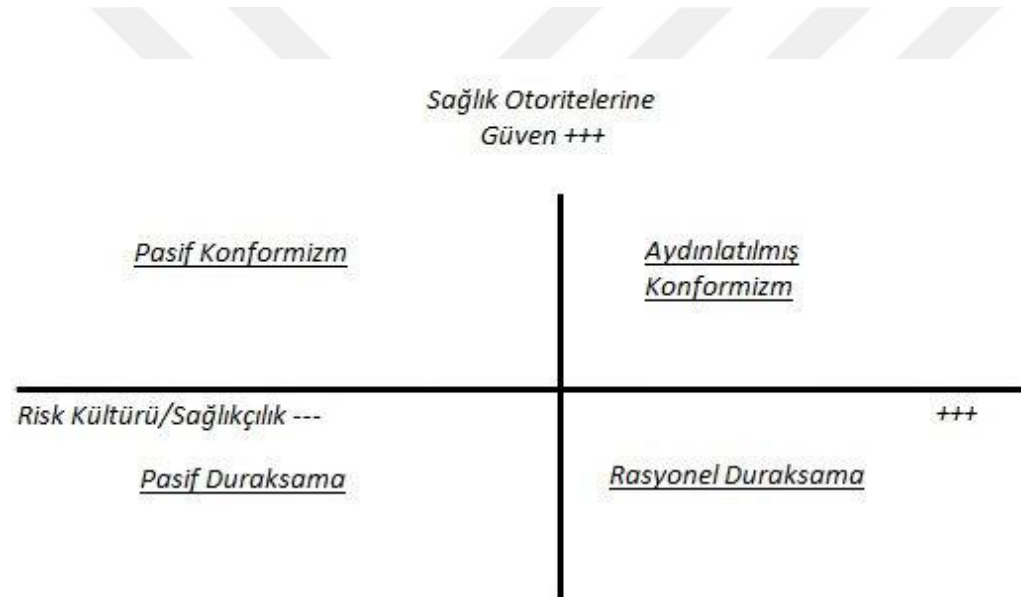 Sağlık Otoritelerine
Güven +++
Pasif Konformizm
Aydınlatılmış
Konformizm
Risk Kültürü/Sağlıkçılık ---
+++
Pasif Duraksama
Rasyonel Duraksama